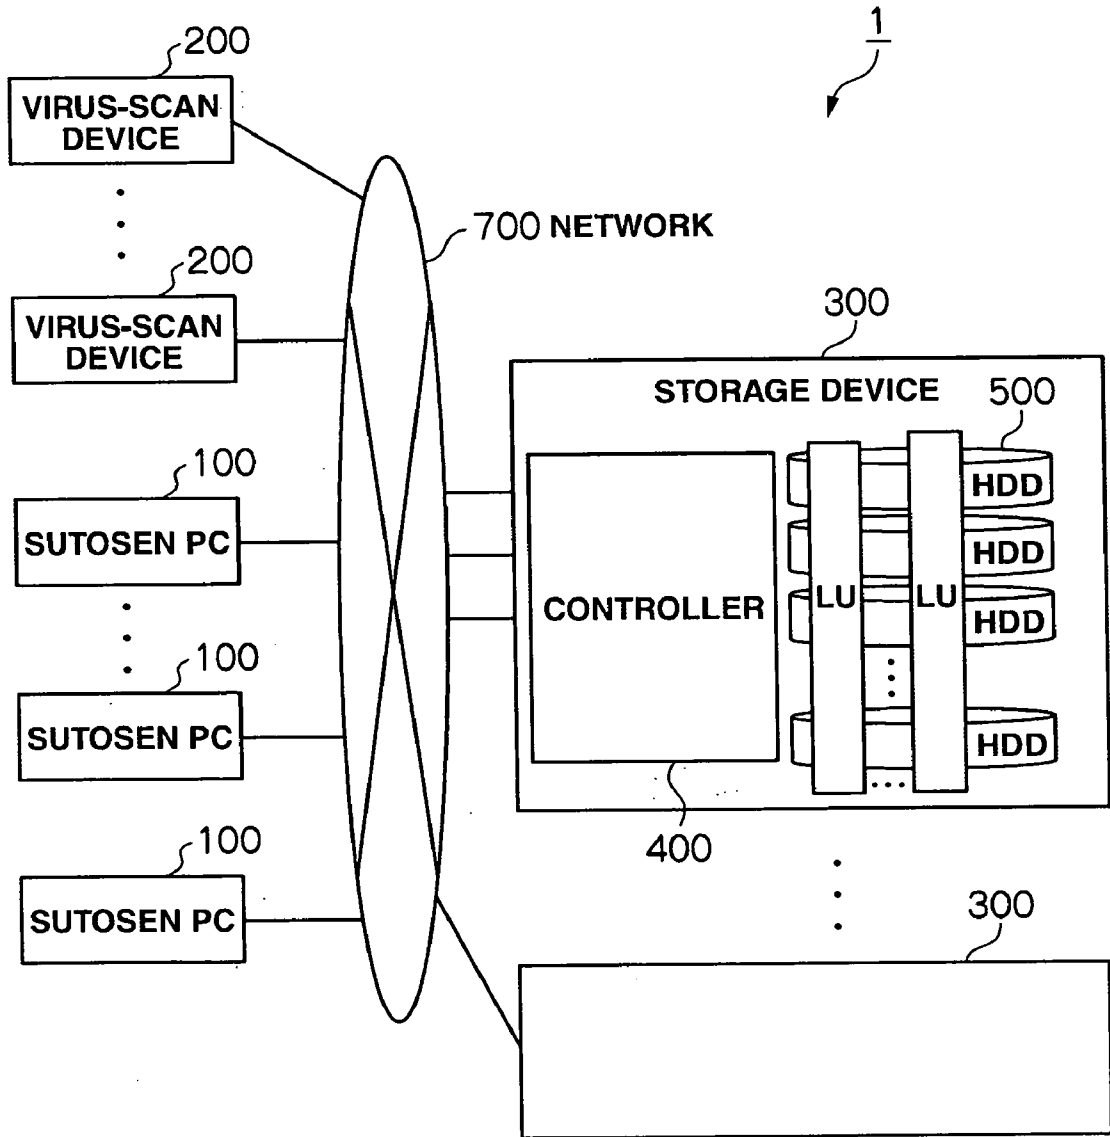 1
200
VIRUS-SCAN
DEVICE
200
VIRUS-SCAN
DEVICE
700 NETWORK
300
STORAGE DEVICE
500
HDD
HDD
HDD
HDD
LU
LU
CONTROLLER
400
100
SUTOSEN PC
100
SUTOSEN PC
100
SUTOSEN PC
300